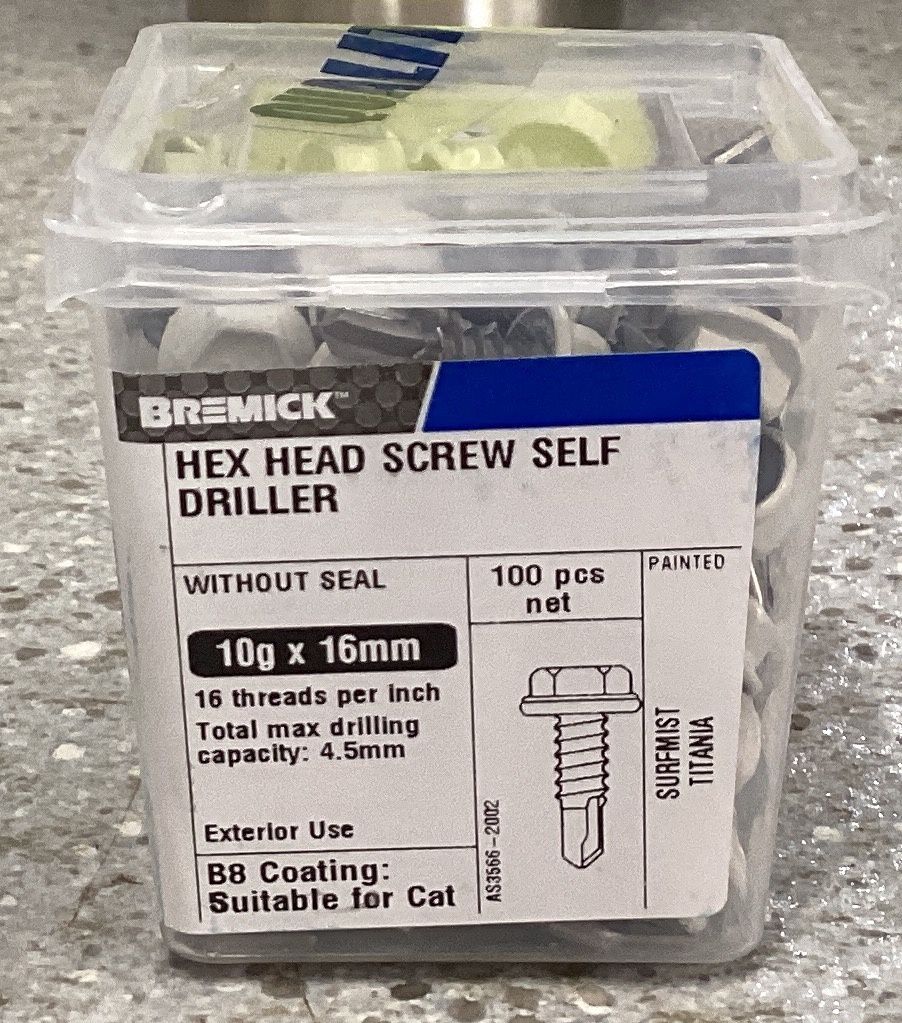 BREMICK™
HEX HEAD SCREW SELF
DRILLER
WITHOUT SEAL
10g x 16mm
16 threads per inch
Total max drilling
capacity: 4.5mm
Exterior Use
B8 Coating:
Suitable for Cat
100 pcs
net
AS3566-2002
PAINTED
SURFMIST
TITANIA